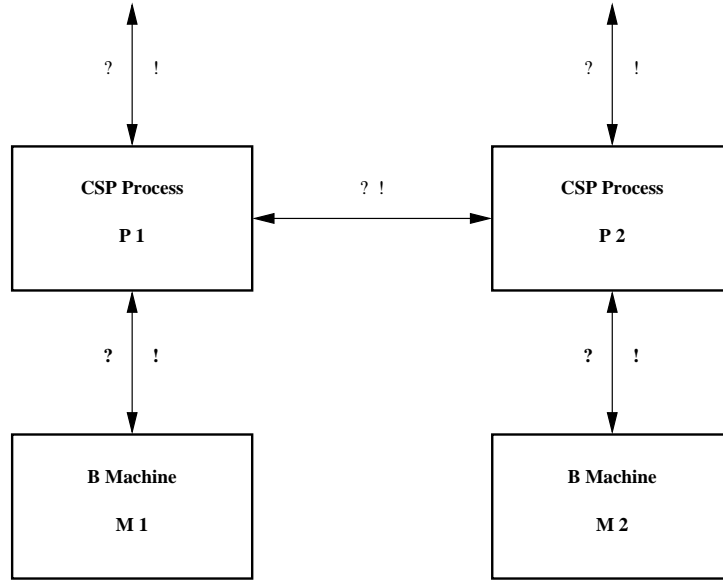 ? !
? !
CSP Process
P 1
? !
CSP Process
P 2
? !
? !
B Machine
M 1
B Machine
M 2